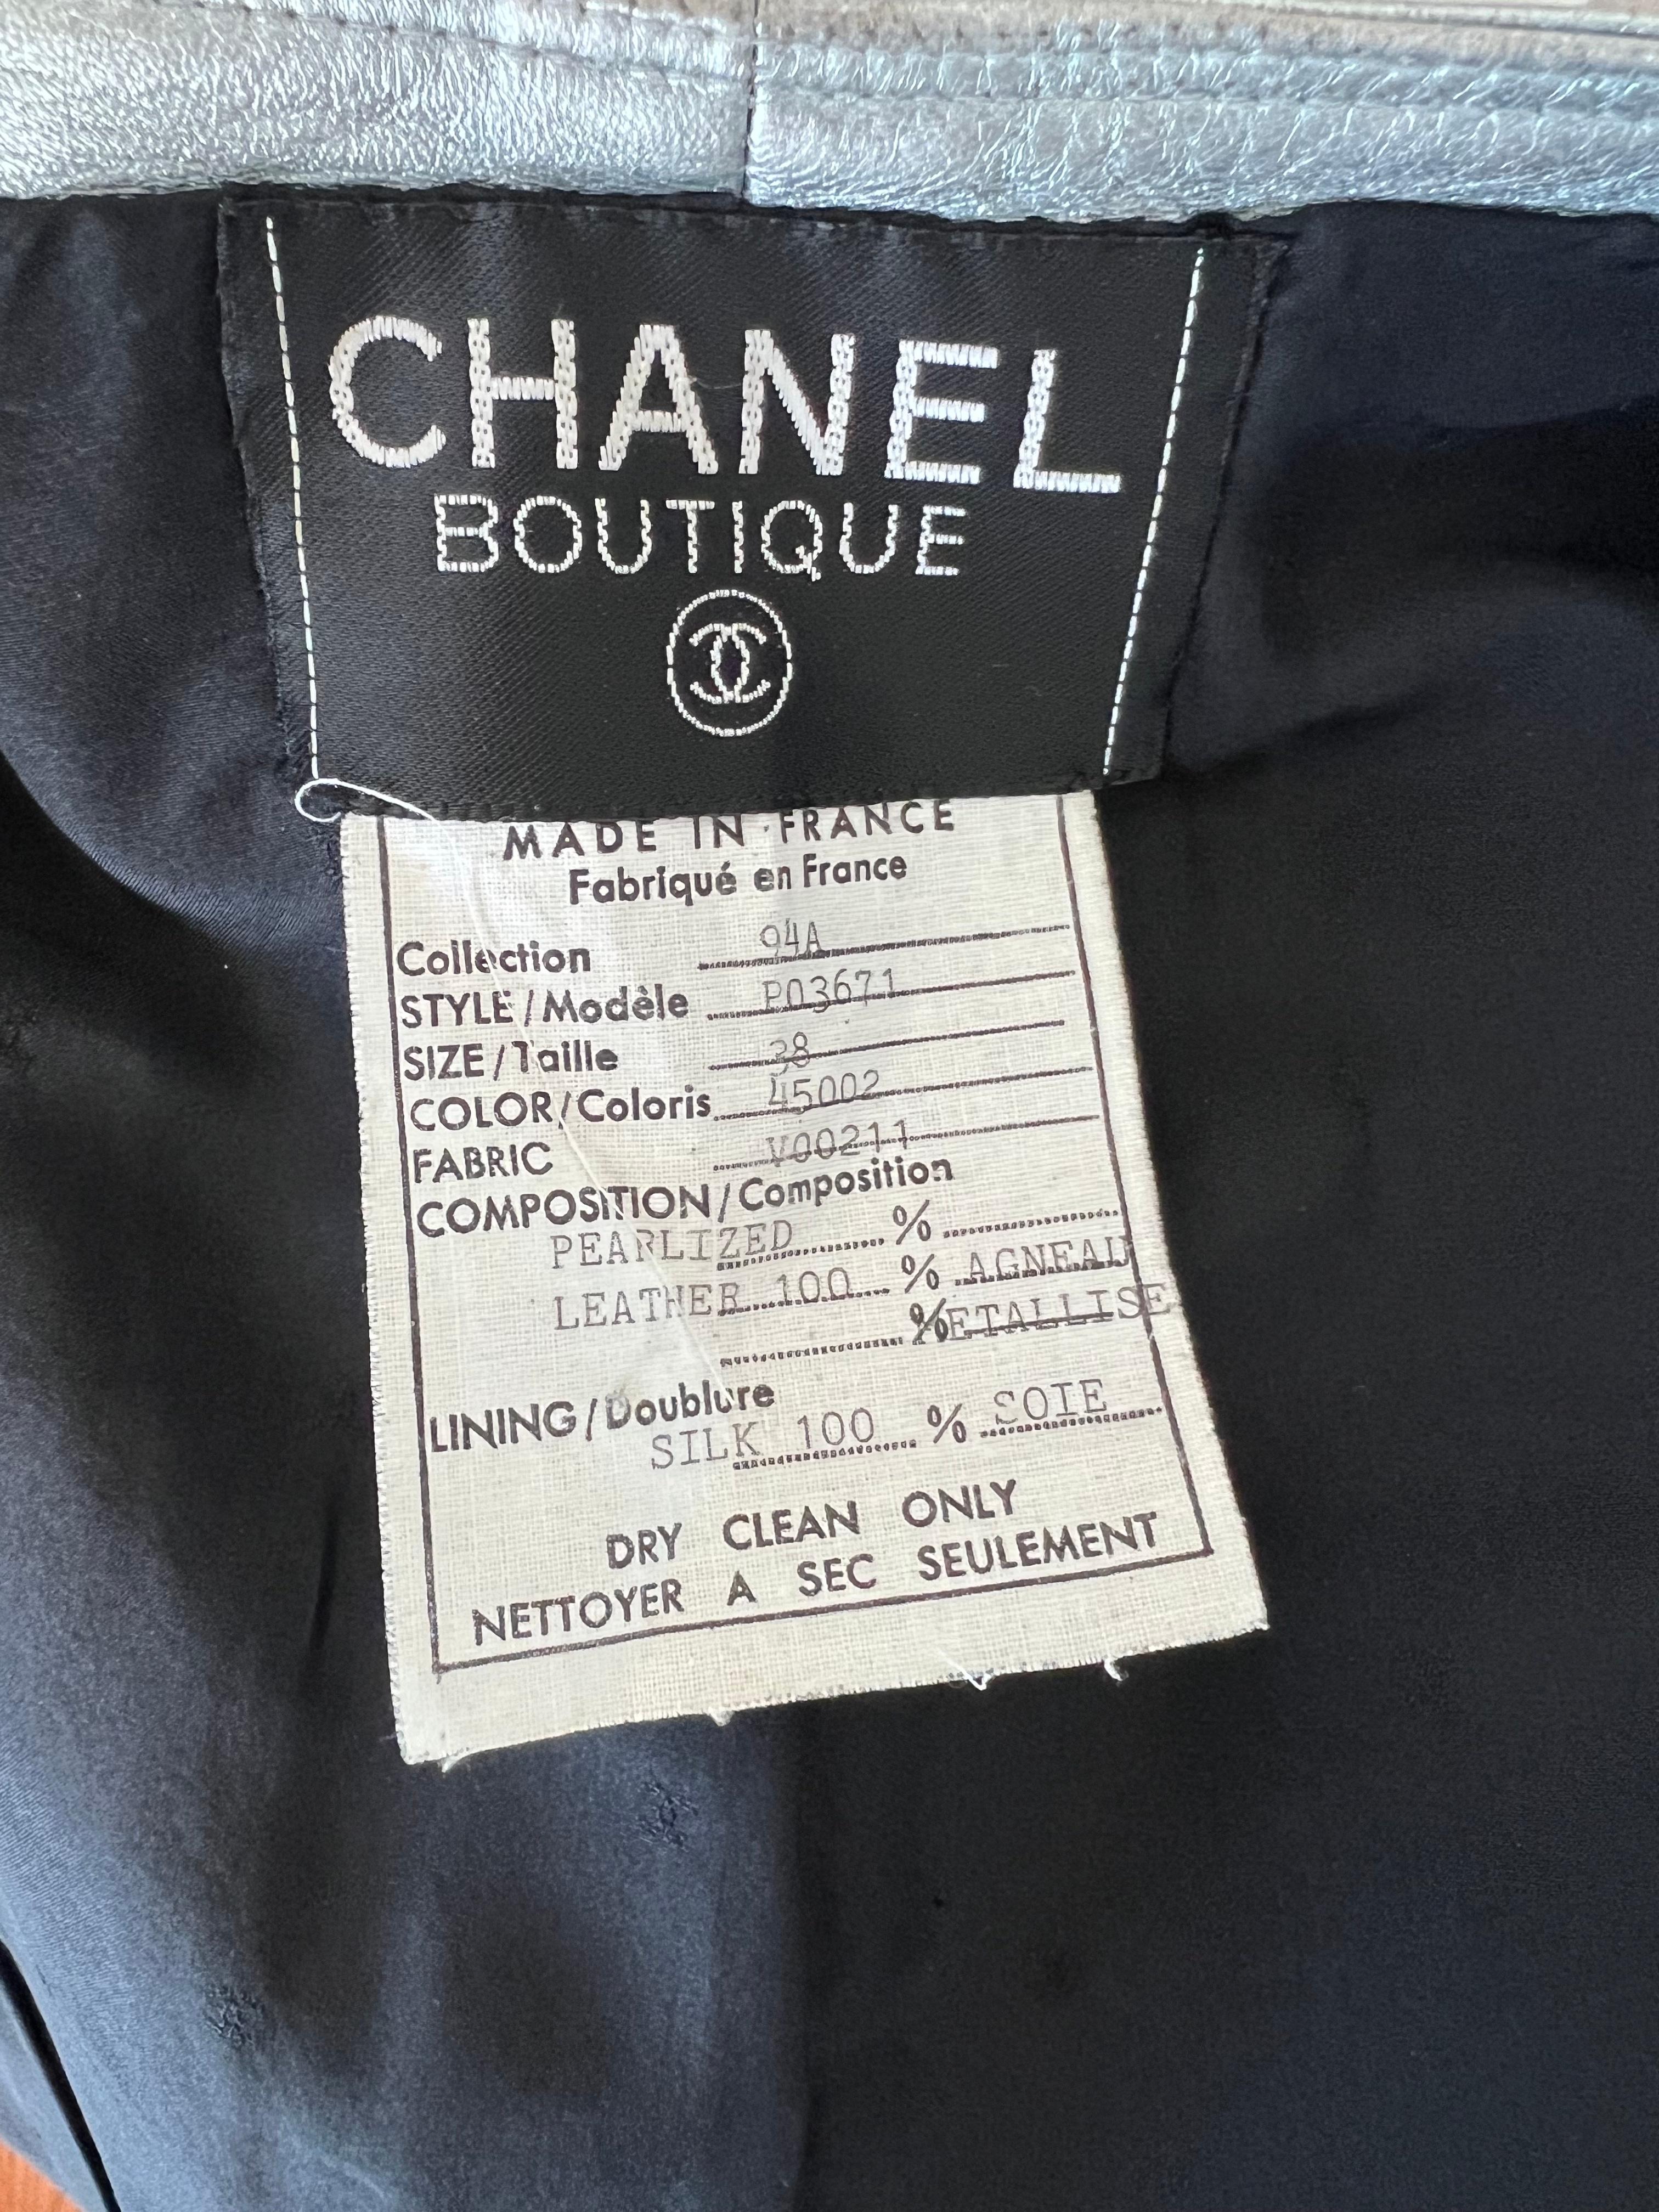 CHANEL
BOUTIQUE
MADE IN FRANCE
Fabriqué en France
Collection 94A
STYLE/Modèle P03671
SIZE/Taille 38
COLOR/Coloris 45002
FABRIC V00211
COMPOSITION/Composition
PEARLIZED %
LEATHER 100 % AGNEAU
% METALLISE
LINING/Doublure
SILK 100 % SOIE
DRY CLEAN ONLY
NETTOYER A SEC SEULEMENT